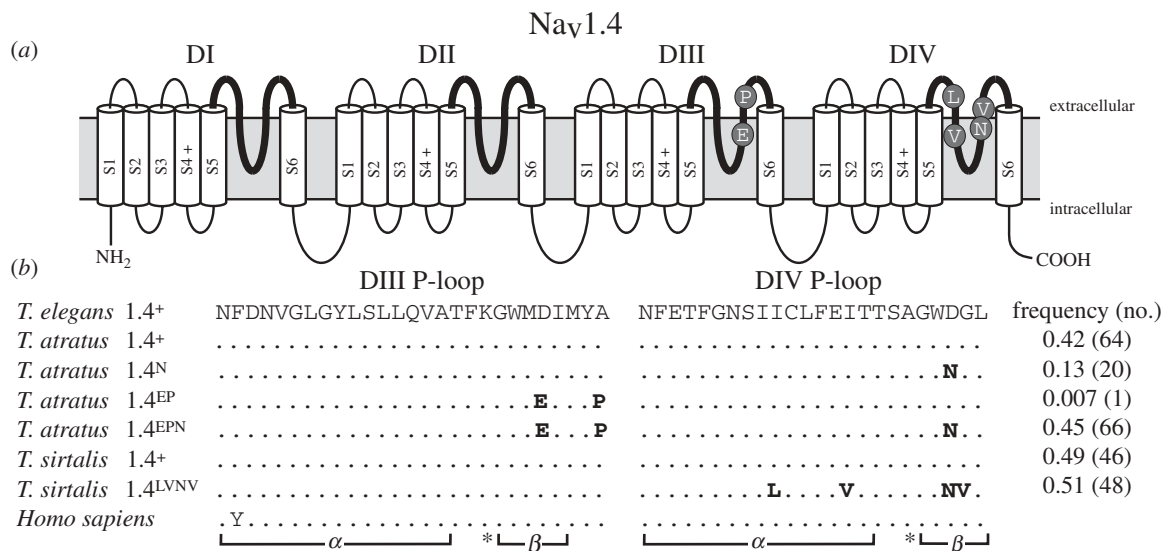 Naᵥ1.4
(a)
DI DII DIII DIV
P L V
E V N
extracellular
S1 S2 S3 S4 + S5 S6 S1 S2 S3 S4 + S5 S6 S1 S2 S3 S4 + S5 S6 S1 S2 S3 S4 + S5 S6
intracellular
NH₂ COOH
(b) DIII P-loop DIV P-loop
T. elegans 1.4⁺ NFDNVGLGYLSLLQVATFKGWMDIMYA NFETFGNSIICLFEITTSAGWDGL frequency (no.)
T. atratus 1.4⁺ ........................... ........................ 0.42 (64)
T. atratus 1.4ᴺ ........................... .....................N.. 0.13 (20)
T. atratus 1.4ᴱᴾ ......................E...P ........................ 0.007 (1)
T. atratus 1.4ᴱᴾᴺ ......................E...P .....................N.. 0.45 (66)
T. sirtalis 1.4⁺ ........................... ........................ 0.49 (46)
T. sirtalis 1.4ᴸⱽᴺⱽ ........................... .........L....V......NV. 0.51 (48)
Homo sapiens .Y......................... ........................
α * β α * β